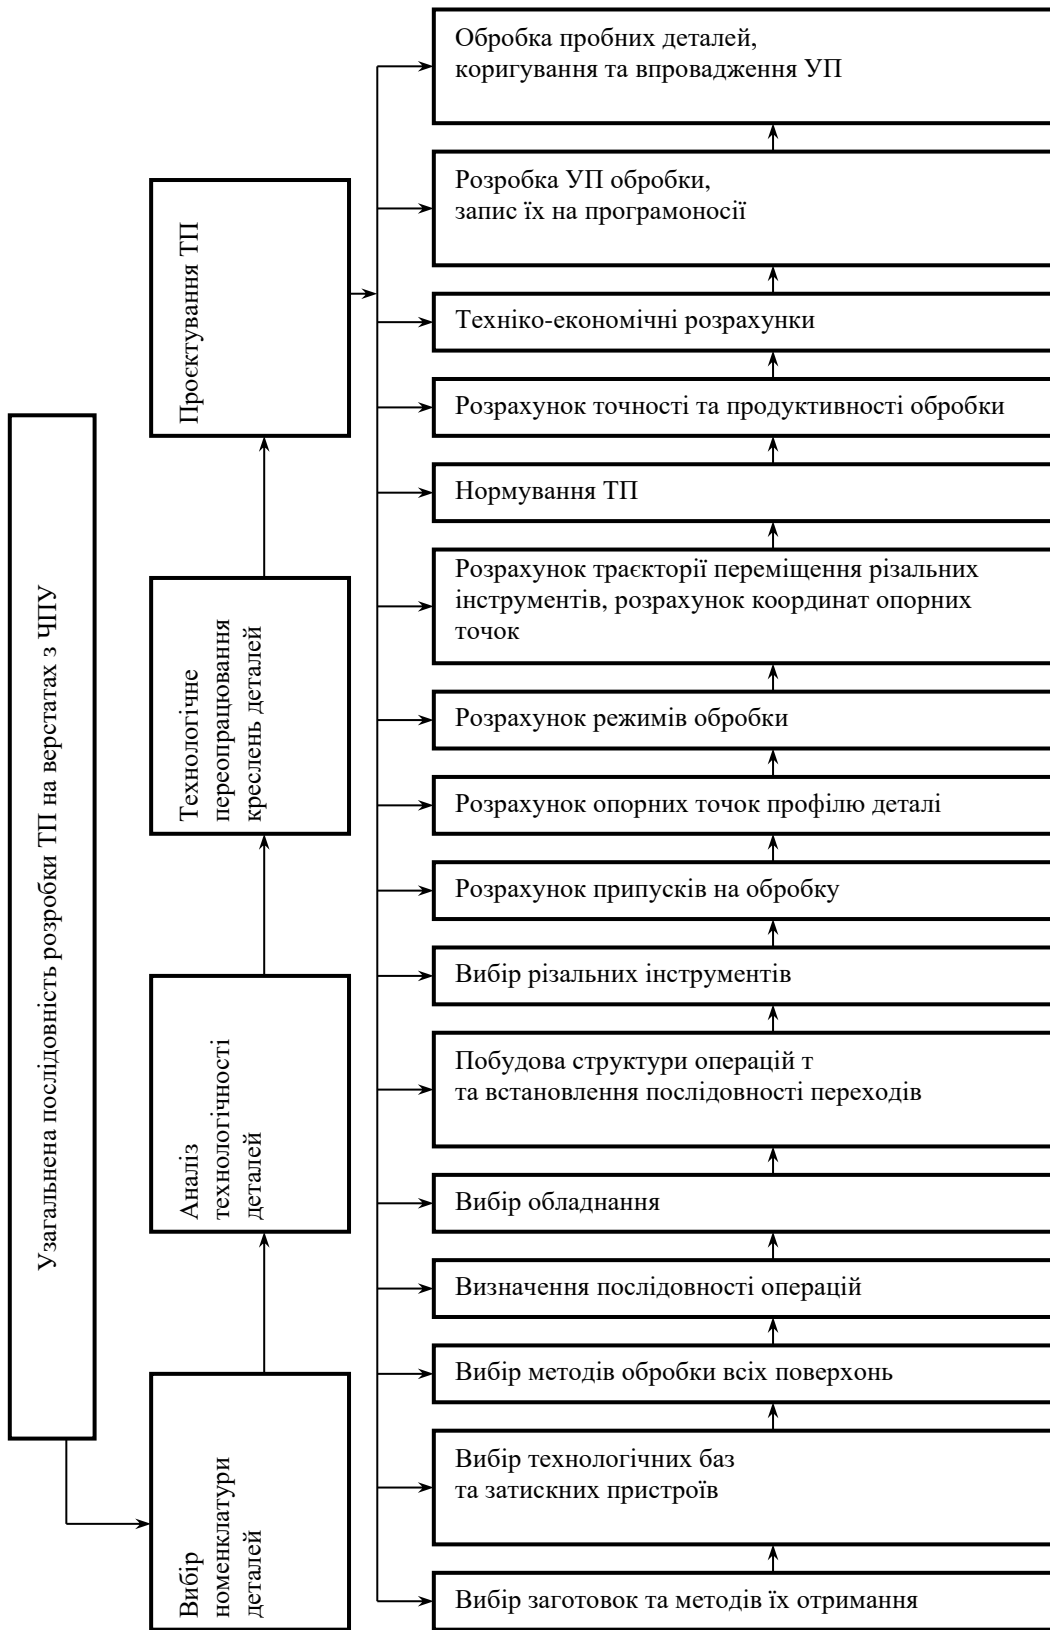 Узагальнена послідовність розробки ТП на верстатах з ЧПУ
Проєктування ТП
Технологічне
переопрацювання
креслень деталей
Аналіз
технологічності
деталей
Вибір
номенклатури
деталей
Обробка пробних деталей,
коригування та впровадження УП
Розробка УП обробки,
запис їх на програмоносії
Техніко-економічні розрахунки
Розрахунок точності та продуктивності обробки
Нормування ТП
Розрахунок траєкторії переміщення різальних
інструментів, розрахунок координат опорних
точок
Розрахунок режимів обробки
Розрахунок опорних точок профілю деталі
Розрахунок припусків на обробку
Вибір різальних інструментів
Побудова структури операцій т
та встановлення послідовності переходів
Вибір обладнання
Визначення послідовності операцій
Вибір методів обробки всіх поверхонь
Вибір технологічних баз
та затискних пристроїв
Вибір заготовок та методів їх отримання